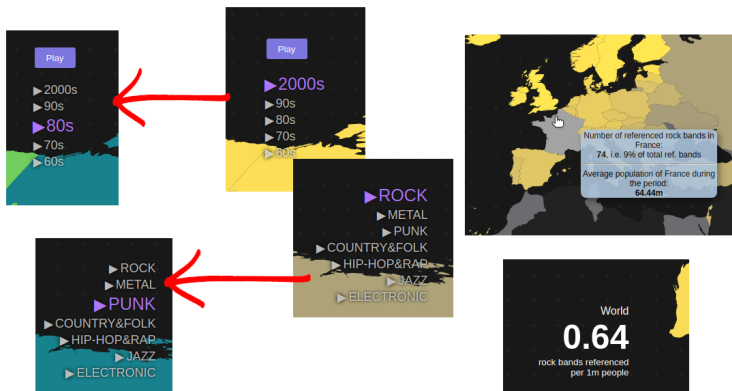 Play
▶2000s
▶90s
▶80s
▶70s
▶60s
Play
▶2000s
▶90s
▶80s
▶70s
▶60s
Number of referenced rock bands in
France:
74, i.e. 9% of total ref. bands
Average population of France during
the period:
64.44m
▶ROCK
▶METAL
▶PUNK
▶COUNTRY&FOLK
▶HIP-HOP&RAP
▶JAZZ
▶ELECTRONIC
▶ROCK
▶METAL
▶PUNK
▶COUNTRY&FOLK
▶HIP-HOP&RAP
▶JAZZ
▶ELECTRONIC
World
0.64
rock bands referenced
per 1m people